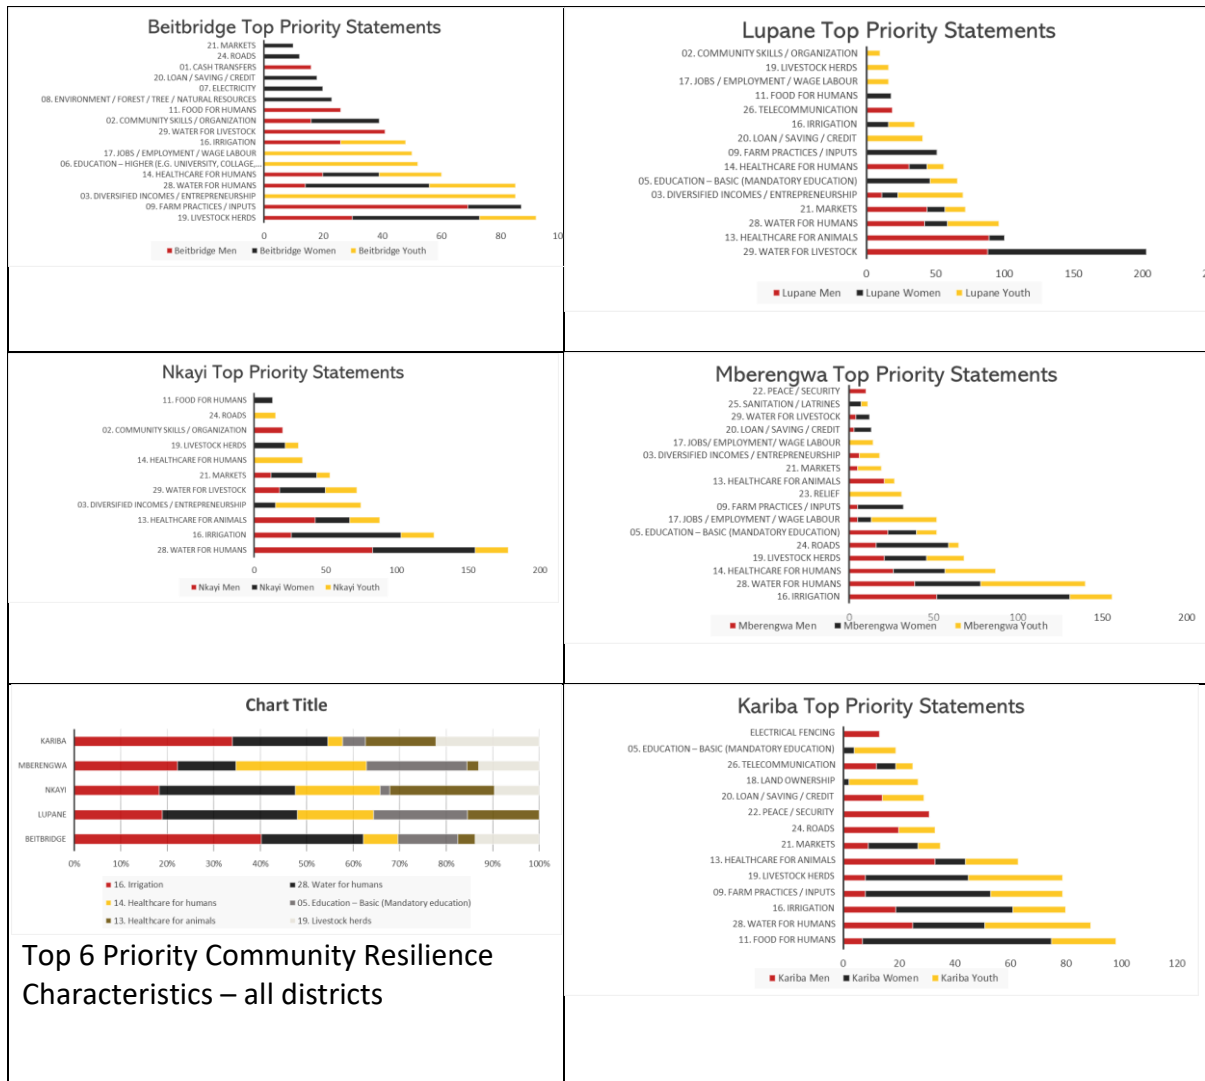 Beitbridge Top Priority Statements
21. MARKETS
24. ROADS
01. CASH TRANSFERS
20. LOAN / SAVING / CREDIT
07. ELECTRICITY
08. ENVIRONMENT / FOREST / TREE / NATURAL RESOURCES
11. FOOD FOR HUMANS
02. COMMUNITY SKILLS / ORGANIZATION
29. WATER FOR LIVESTOCK
16. IRRIGATION
17. JOBS / EMPLOYMENT / WAGE LABOUR
06. EDUCATION – HIGHER (E.G. UNIVERSITY, COLLAGE,...
14. HEALTHCARE FOR HUMANS
28. WATER FOR HUMANS
03. DIVERSIFIED INCOMES / ENTREPRENEURSHIP
09. FARM PRACTICES / INPUTS
19. LIVESTOCK HERDS
0 20 40 60 80 10
Beitbridge Men Beitbridge Women Beitbridge Youth
Lupane Top Priority Statements
02. COMMUNITY SKILLS / ORGANIZATION
19. LIVESTOCK HERDS
17. JOBS / EMPLOYMENT / WAGE LABOUR
11. FOOD FOR HUMANS
26. TELECOMMUNICATION
16. IRRIGATION
20. LOAN / SAVING / CREDIT
09. FARM PRACTICES / INPUTS
14. HEALTHCARE FOR HUMANS
05. EDUCATION – BASIC (MANDATORY EDUCATION)
03. DIVERSIFIED INCOMES / ENTREPRENEURSHIP
21. MARKETS
28. WATER FOR HUMANS
13. HEALTHCARE FOR ANIMALS
29. WATER FOR LIVESTOCK
0 50 100 150 200 2
Lupane Men Lupane Women Lupane Youth
Nkayi Top Priority Statements
11. FOOD FOR HUMANS
24. ROADS
02. COMMUNITY SKILLS / ORGANIZATION
19. LIVESTOCK HERDS
14. HEALTHCARE FOR HUMANS
21. MARKETS
29. WATER FOR LIVESTOCK
03. DIVERSIFIED INCOMES / ENTREPRENEURSHIP
13. HEALTHCARE FOR ANIMALS
16. IRRIGATION
28. WATER FOR HUMANS
0 50 100 150 200
Nkayi Men Nkayi Women Nkayi Youth
Mberengwa Top Priority Statements
22. PEACE / SECURITY
25. SANITATION / LATRINES
29. WATER FOR LIVESTOCK
20. LOAN / SAVING / CREDIT
17. JOBS/ EMPLOYMENT/ WAGE LABOUR
03. DIVERSIFIED INCOMES / ENTREPRENEURSHIP
21. MARKETS
13. HEALTHCARE FOR ANIMALS
23. RELIEF
09. FARM PRACTICES / INPUTS
17. JOBS / EMPLOYMENT / WAGE LABOUR
05. EDUCATION – BASIC (MANDATORY EDUCATION)
24. ROADS
19. LIVESTOCK HERDS
14. HEALTHCARE FOR HUMANS
28. WATER FOR HUMANS
16. IRRIGATION
0 50 100 150 200
Mberengwa Men Mberengwa Women Mberengwa Youth
Chart Title
KARIBA
MBERENGWA
NKAYI
LUPANE
BEITBRIDGE
0% 10% 20% 30% 40% 50% 60% 70% 80% 90% 100%
16. Irrigation 28. Water for humans
14. Healthcare for humans 05. Education – Basic (Mandatory education)
13. Healthcare for animals 19. Livestock herds
Top 6 Priority Community Resilience
Characteristics – all districts
Kariba Top Priority Statements
ELECTRICAL FENCING
05. EDUCATION – BASIC (MANDATORY EDUCATION)
26. TELECOMMUNICATION
18. LAND OWNERSHIP
20. LOAN / SAVING / CREDIT
22. PEACE / SECURITY
24. ROADS
21. MARKETS
13. HEALTHCARE FOR ANIMALS
19. LIVESTOCK HERDS
09. FARM PRACTICES / INPUTS
16. IRRIGATION
28. WATER FOR HUMANS
11. FOOD FOR HUMANS
0 20 40 60 80 100 120
Kariba Men Kariba Women Kariba Youth